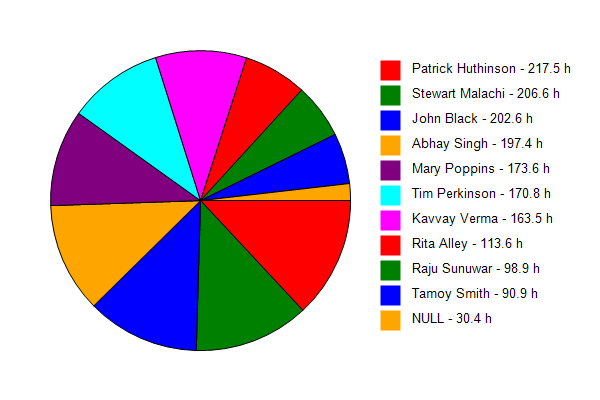 Patrick Huthinson - 217.5 h
Stewart Malachi - 206.6 h
John Black - 202.6 h
Abhay Singh - 197.4 h
Mary Poppins - 173.6 h
Tim Perkinson - 170.8 h
Kavvay Verma - 163.5 h
Rita Alley - 113.6 h
Raju Sunuwar - 98.9 h
Tamoy Smith - 90.9 h
NULL - 30.4 h